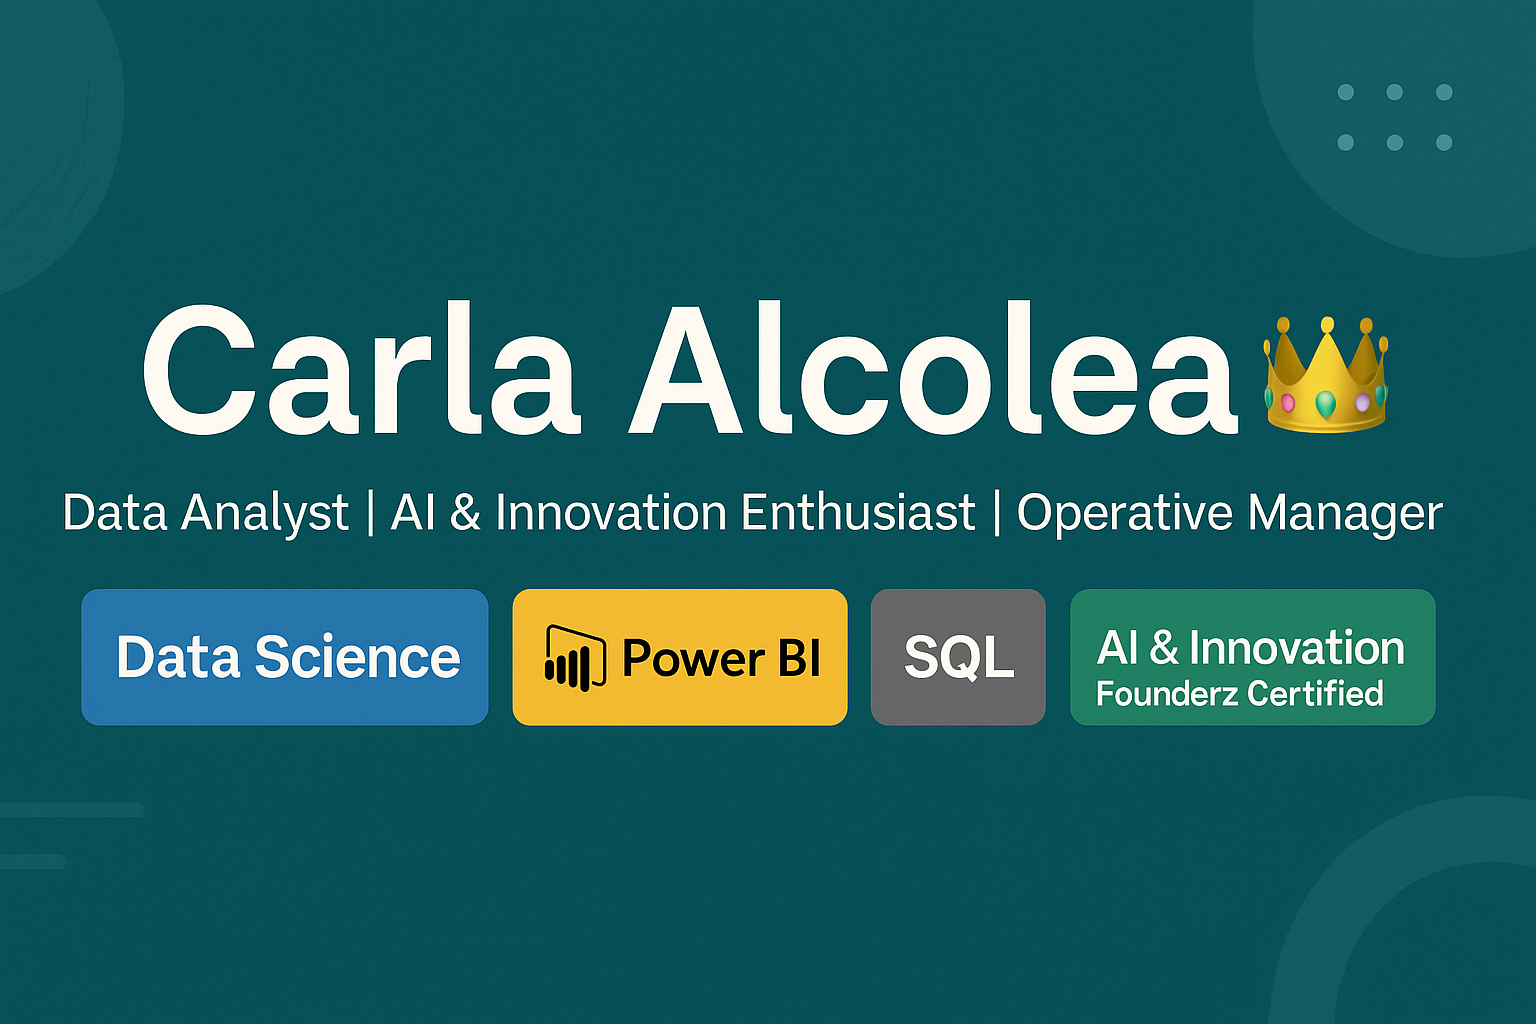 Carla Alcolea👑
Data Analyst | AI & Innovation Enthusiast | Operative Manager
Data Science
Power BI
SQL
AI & Innovation
Founderz Certified